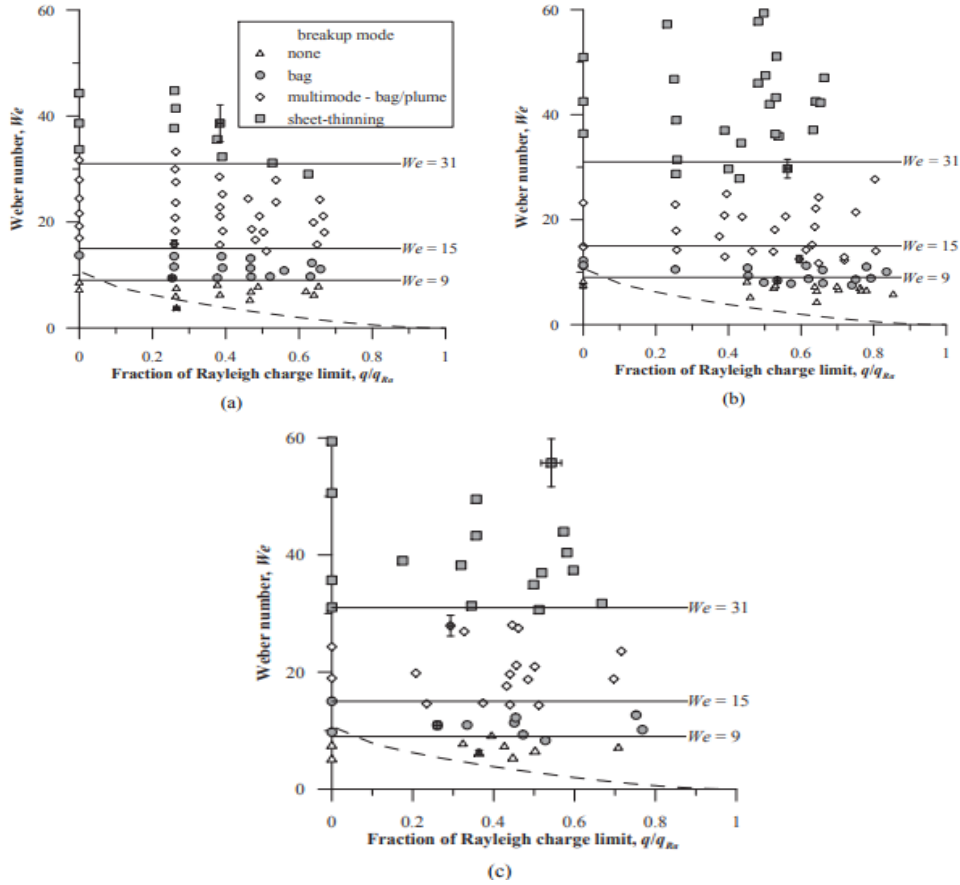 60
40
20
0
Weber number, We
breakup mode
none
bag
multimode - bag/plume
sheet-thinning
We = 31
We = 15
We = 9
0 0.2 0.4 0.6 0.8 1
Fraction of Rayleigh charge limit, q/qRa
(a)
60
40
20
0
Weber number, We
We = 31
We = 15
We = 9
0 0.2 0.4 0.6 0.8 1
Fraction of Rayleigh charge limit, q/qRa
(b)
60
40
20
0
Weber number, We
We = 31
We = 15
We = 9
0 0.2 0.4 0.6 0.8 1
Fraction of Rayleigh charge limit, q/qRa
(c)